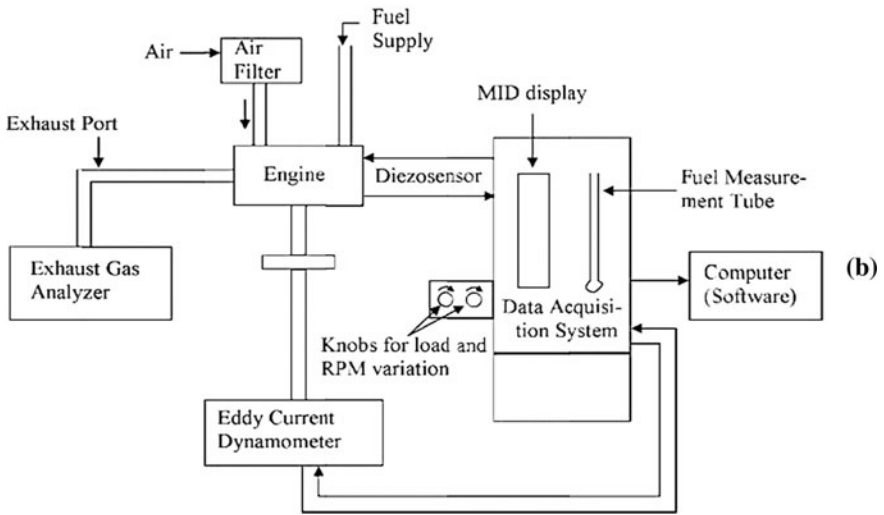 Fuel
Supply
Air
Air
Filter
MID display
Exhaust Port
Engine
Diezosensor
Fuel Measure-
ment Tube
Exhaust Gas
Analyzer
Computer
(Software)
(b)
Data Acquisi-
tion System
Knobs for load and
RPM variation
Eddy Current
Dynamometer